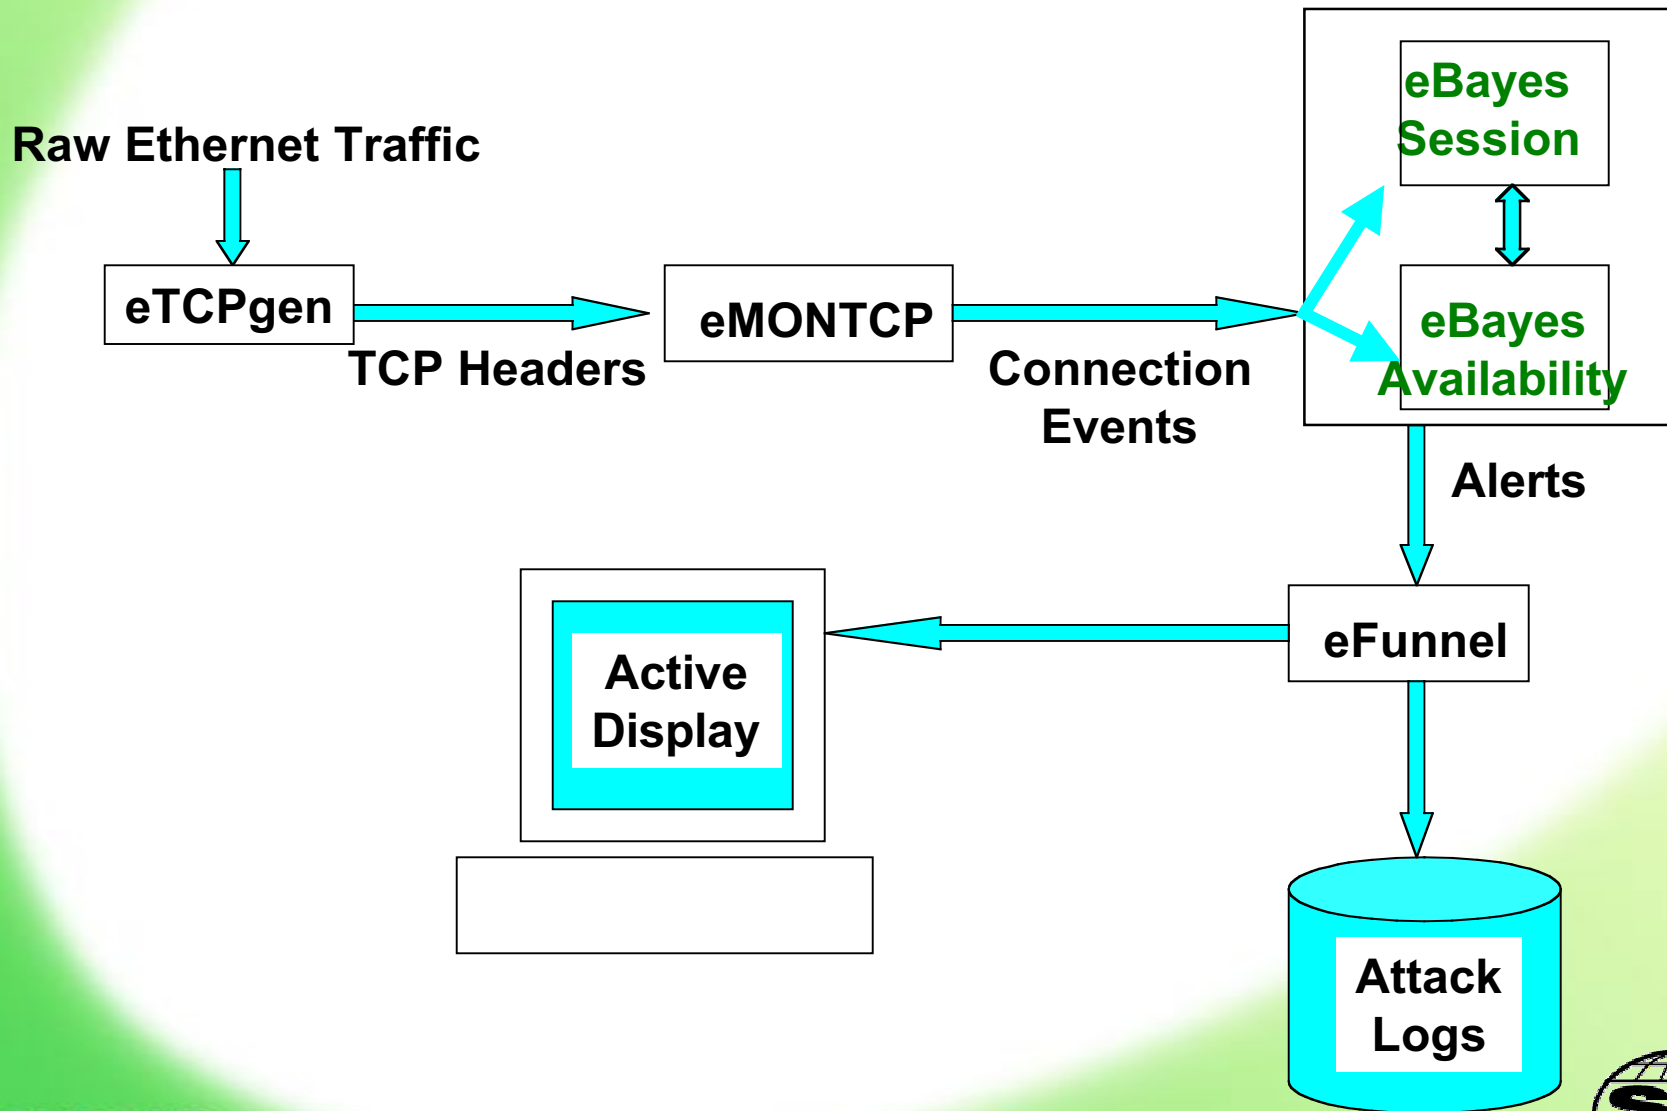 eBayes
Session
Raw Ethernet Traffic
eTCPgen
eMONTCP
eBayes
Availability
TCP Headers
Connection
Events
Alerts
eFunnel
Active
Display
Attack
Logs